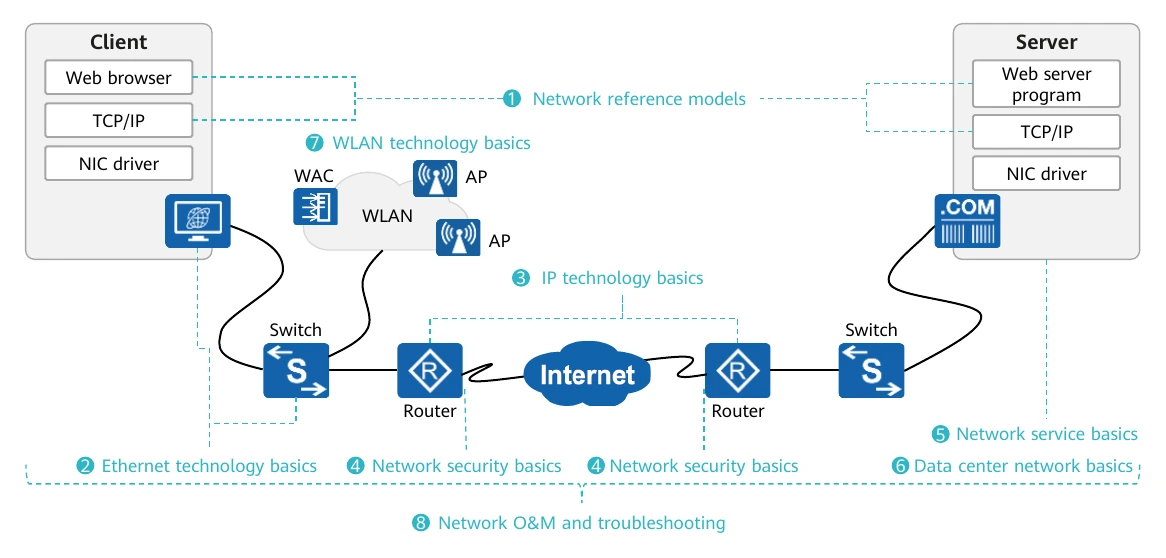 Client
Web browser
TCP/IP
NIC driver
Server
Web server
program
TCP/IP
NIC driver
.COM
1 Network reference models
7 WLAN technology basics
WAC
AP
WLAN
AP
3 IP technology basics
Switch
S
R
Router
Internet
R
Router
Switch
S
5 Network service basics
2 Ethernet technology basics
4 Network security basics
4 Network security basics
6 Data center network basics
8 Network O&M and troubleshooting